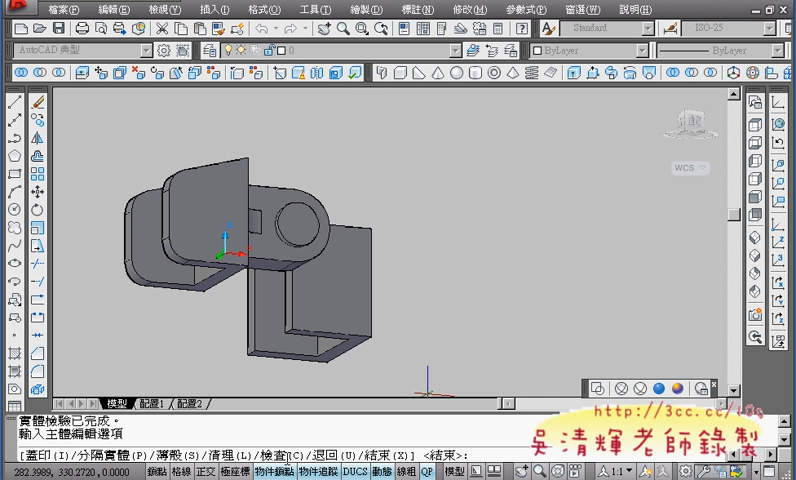 檔案(F) 編輯(E) 檢視(V) 插入(I) 格式(O) 工具(T) 繪製(D) 標註(N) 修改(M) 參數式(P) 窗選(W) 說明(H)
Standard ISO-25
AutoCAD 典型 0 ByLayer ByLayer
WCS
模型 配置1 配置2
實體檢驗已完成。
輸入主體編輯選項
[蓋印(I)/分隔實體(P)/薄殼(S)/清理(L)/檢查(C)/退回(U)/結束(X)] <結束>:
http://3cc.cc/
吳清輝老師錄製
282.3989, 330.2720, 0.0000 鎖點 格線 正交 極座標 物件鎖點 物件追蹤 DUCS 動態 線粗 QP 模型 1:1